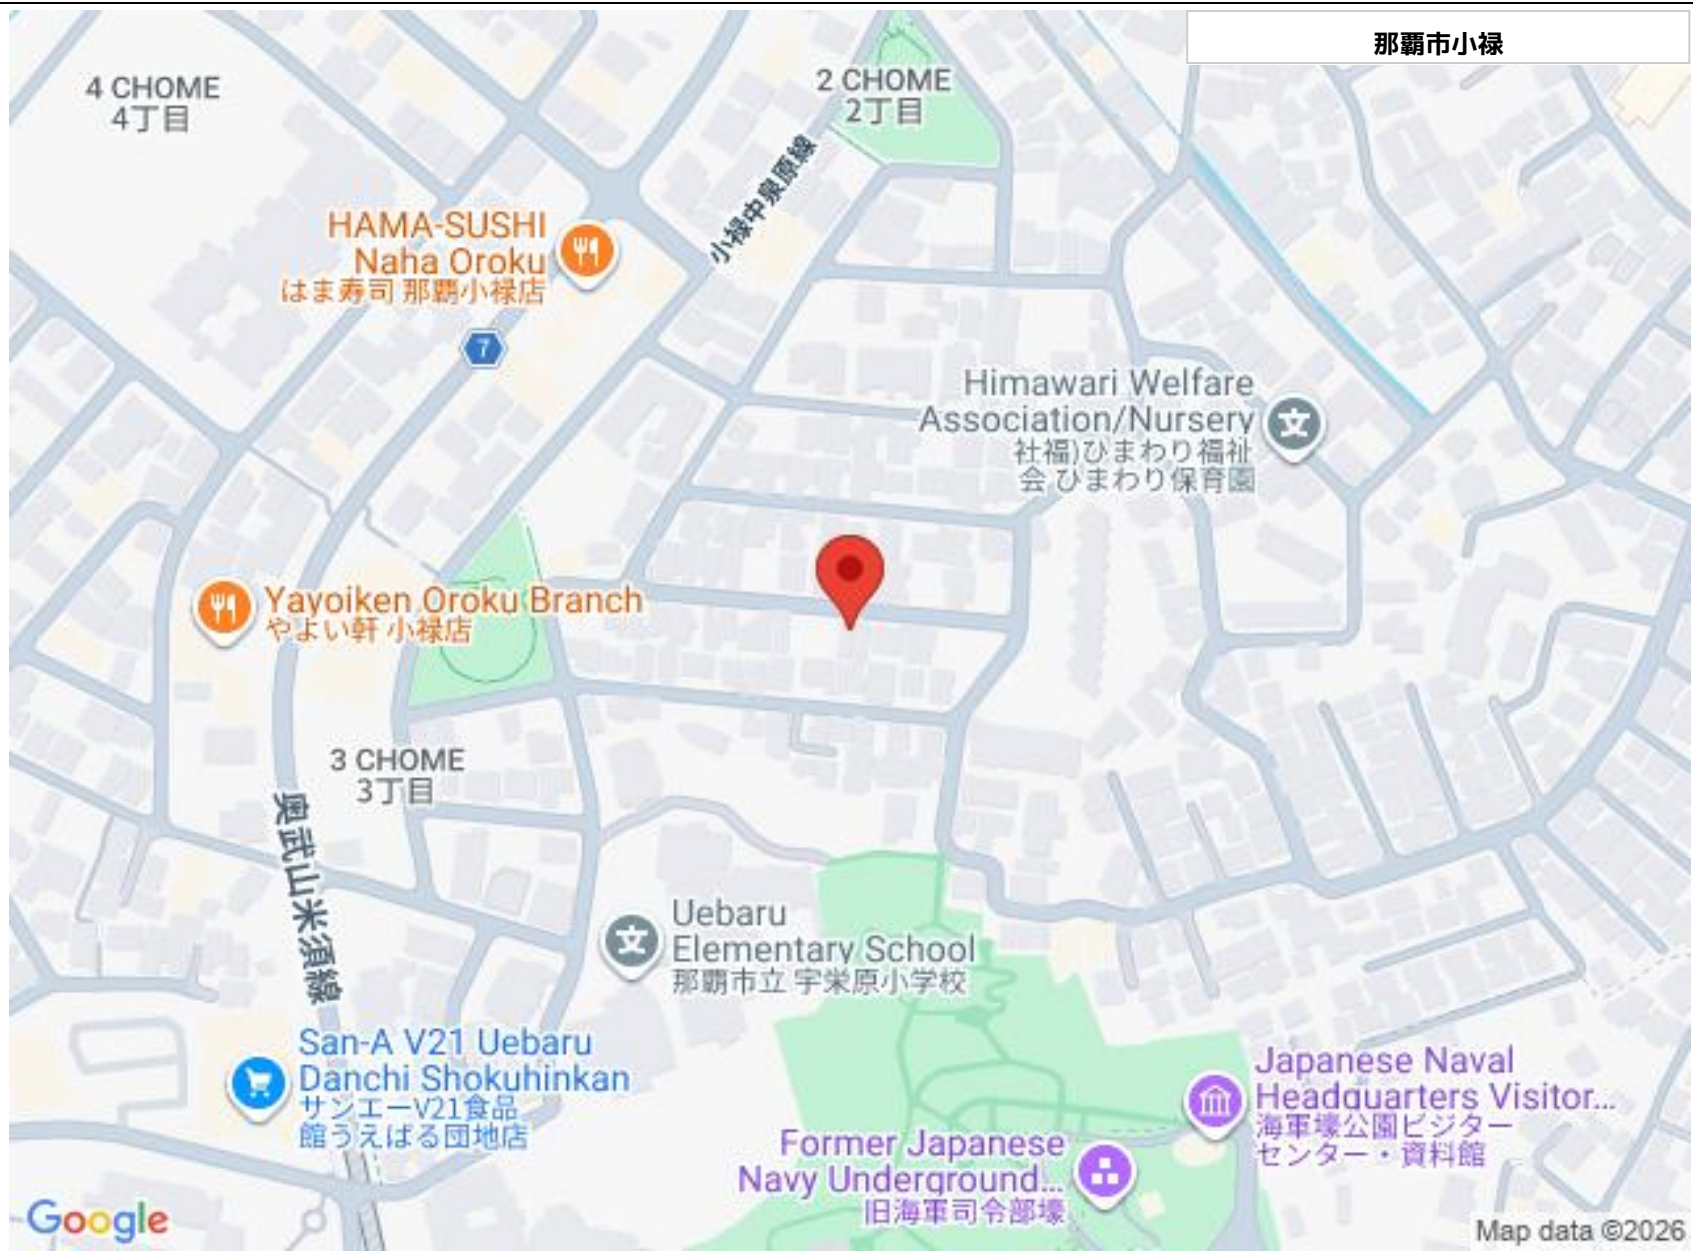 那覇市小禄
4 CHOME
4丁目
2 CHOME
2丁目
小禄中泉原線
HAMA-SUSHI
Naha Oroku
はま寿司 那覇小禄店
7
Himawari Welfare
Association/Nursery
社福)ひまわり福祉
会 ひまわり保育園
Yayoiken Oroku Branch
やよい軒 小禄店
3 CHOME
3丁目
奥武山米須線
Uebaru
Elementary School
那覇市立 宇栄原小学校
San-A V21 Uebaru
Danchi Shokuhinkan
サンエーV21食品
館うえばる団地店
Japanese Naval
Headquarters Visitor...
海軍壕公園ビジター
センター・資料館
Former Japanese
Navy Underground...
旧海軍司令部壕
Google
Map data ©2026